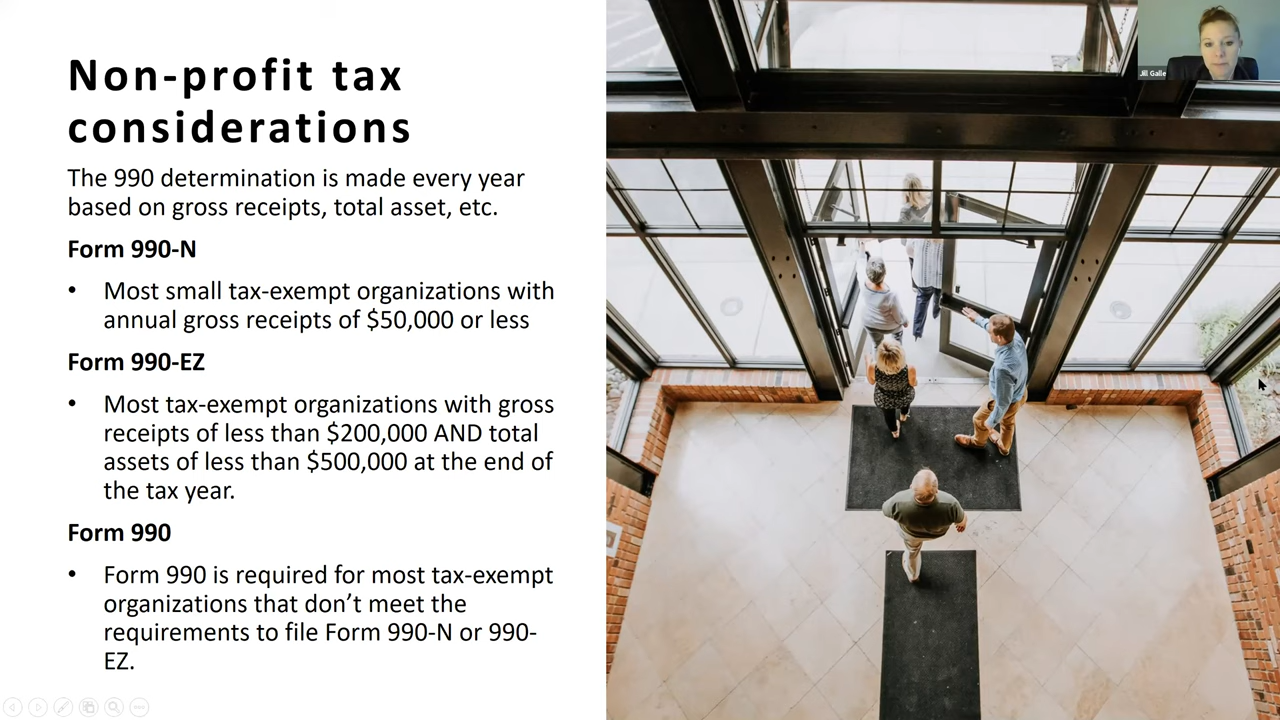 Non-profit tax
considerations
The 990 determination is made every year
based on gross receipts, total asset, etc.
Form 990-N
• Most small tax-exempt organizations with
annual gross receipts of $50,000 or less
Form 990-EZ
• Most tax-exempt organizations with gross
receipts of less than $200,000 AND total
assets of less than $500,000 at the end of
the tax year.
Form 990
• Form 990 is required for most tax-exempt
organizations that don’t meet the
requirements to file Form 990-N or 990-
EZ.
Jill Galle